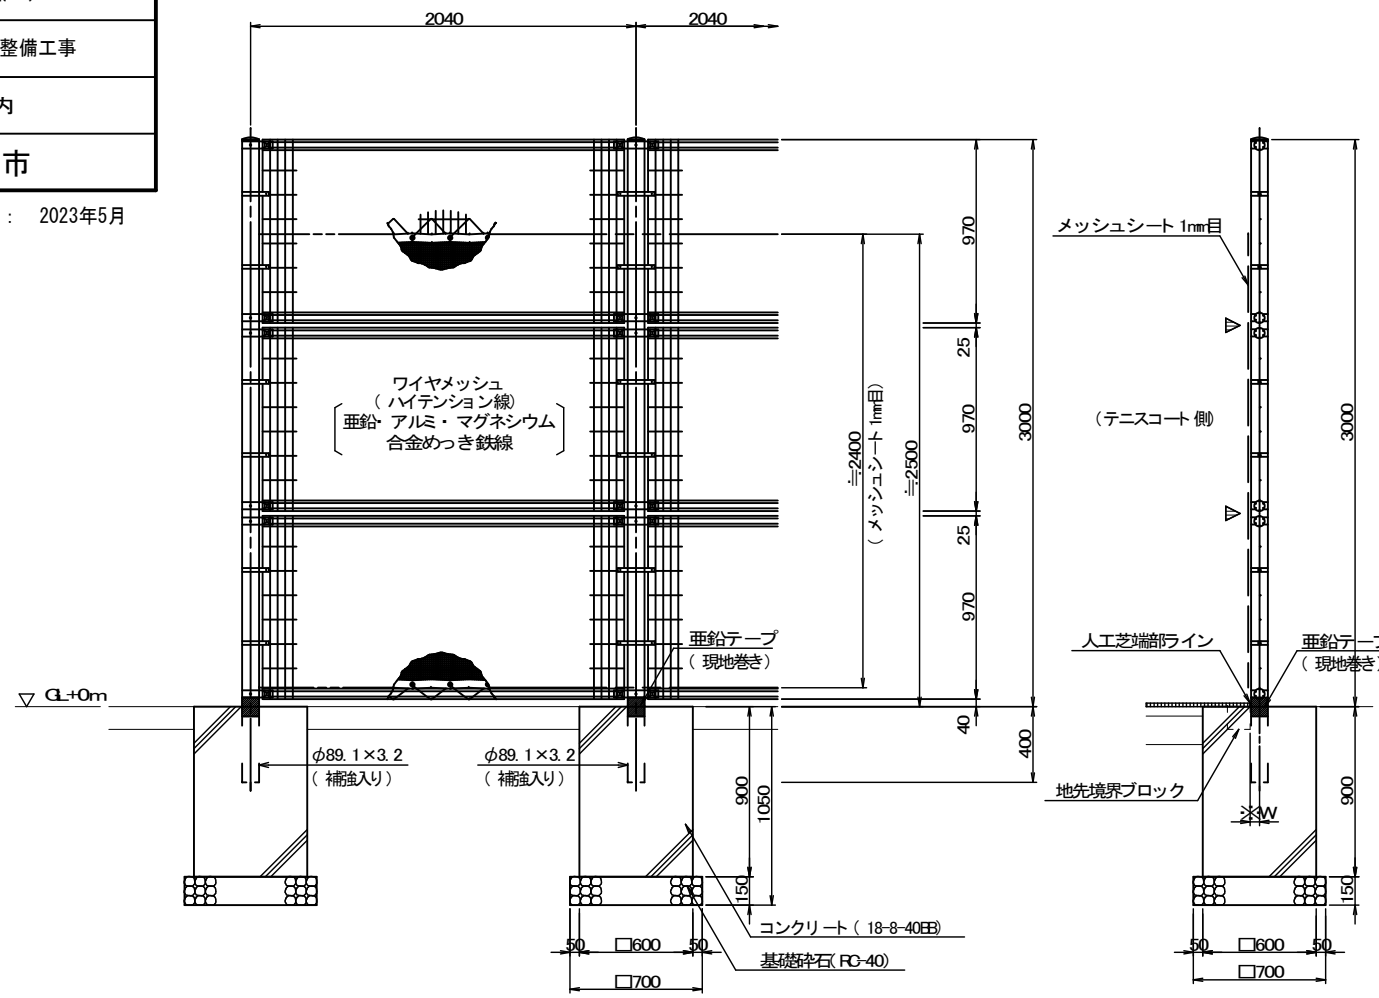 整備工事
内
市
： 2023年5月
2040
2040
970
25
970
25
970
40
3000
400
≒2400
(メッシュシート 1mm目)
≒2500
ワイヤメッシュ
(ハイテンション線)
亜鉛・アルミ・マグネシウム
合金めっき鉄線
亜鉛テープ
(現地巻き)
▽ GL+0m
φ89.1×3.2
(補強入り)
φ89.1×3.2
(補強入り)
900
1050
150
コンクリート(18-8-40BB)
基礎砕石(RC-40)
50
□600
50
□700
メッシュシート 1mm目
(テニスコート側)
3000
人工芝端部ライン
亜鉛テープ
(現地巻き)
地先境界ブロック
※W
900
150
50
□600
50
□700